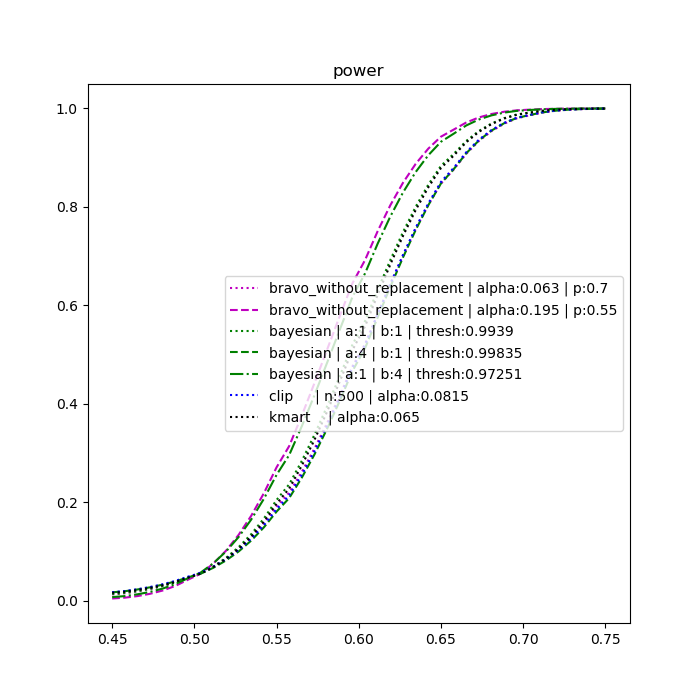 power
1.0
0.8
0.6
0.4
0.2
0.0
bravo_without_replacement | alpha:0.063 | p:0.7
bravo_without_replacement | alpha:0.195 | p:0.55
bayesian | a:1 | b:1 | thresh:0.9939
bayesian | a:4 | b:1 | thresh:0.99835
bayesian | a:1 | b:4 | thresh:0.97251
clip | n:500 | alpha:0.0815
kmart | alpha:0.065
0.45 0.50 0.55 0.60 0.65 0.70 0.75